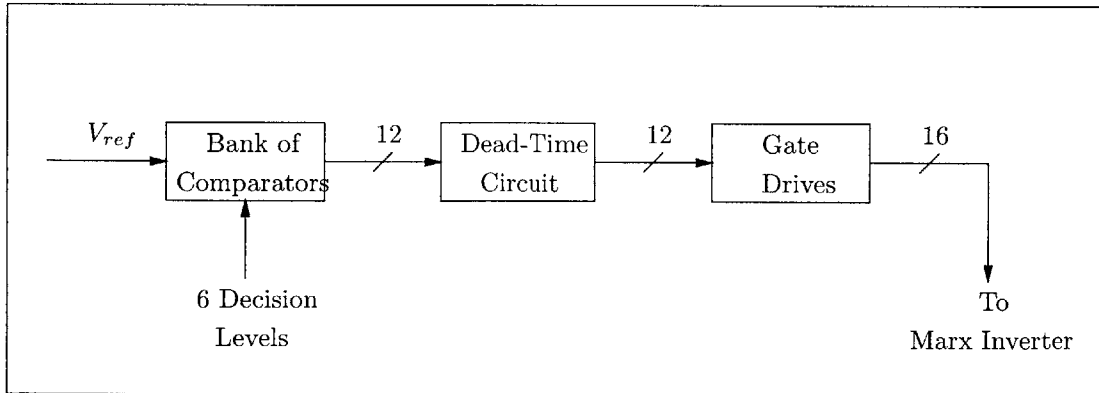 V_ref
Bank of
Comparators
12
Dead-Time
Circuit
12
Gate
Drives
16
6 Decision
Levels
To
Marx Inverter